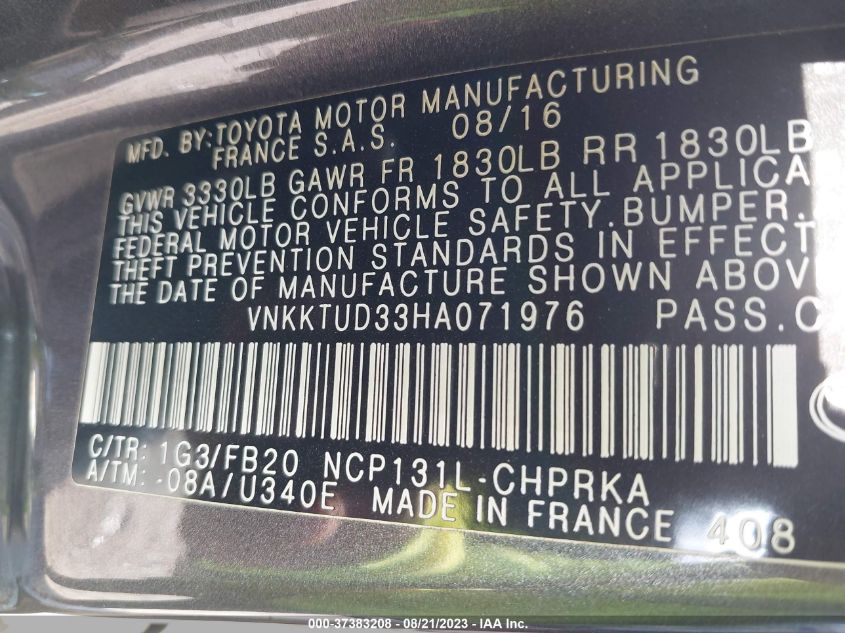 MFD. BY:TOYOTA MOTOR MANUFACTURING
FRANCE S.A.S. 08/16
GVWR 3330LB GAWR FR 1830LB RR 1830LB
THIS VEHICLE CONFORMS TO ALL APPLICA
FEDERAL MOTOR VEHICLE SAFETY.BUMPER.
THEFT PREVENTION STANDARDS IN EFFECT
THE DATE OF MANUFACTURE SHOWN ABOV
VNKKTUD33HA071976 PASS.C
C/TR: 1G3/FB20 NCP131L-CHPRKA
A/TM: -08A/U340E MADE IN FRANCE 408
000-37383208 - 08/21/2023 - IAA Inc.